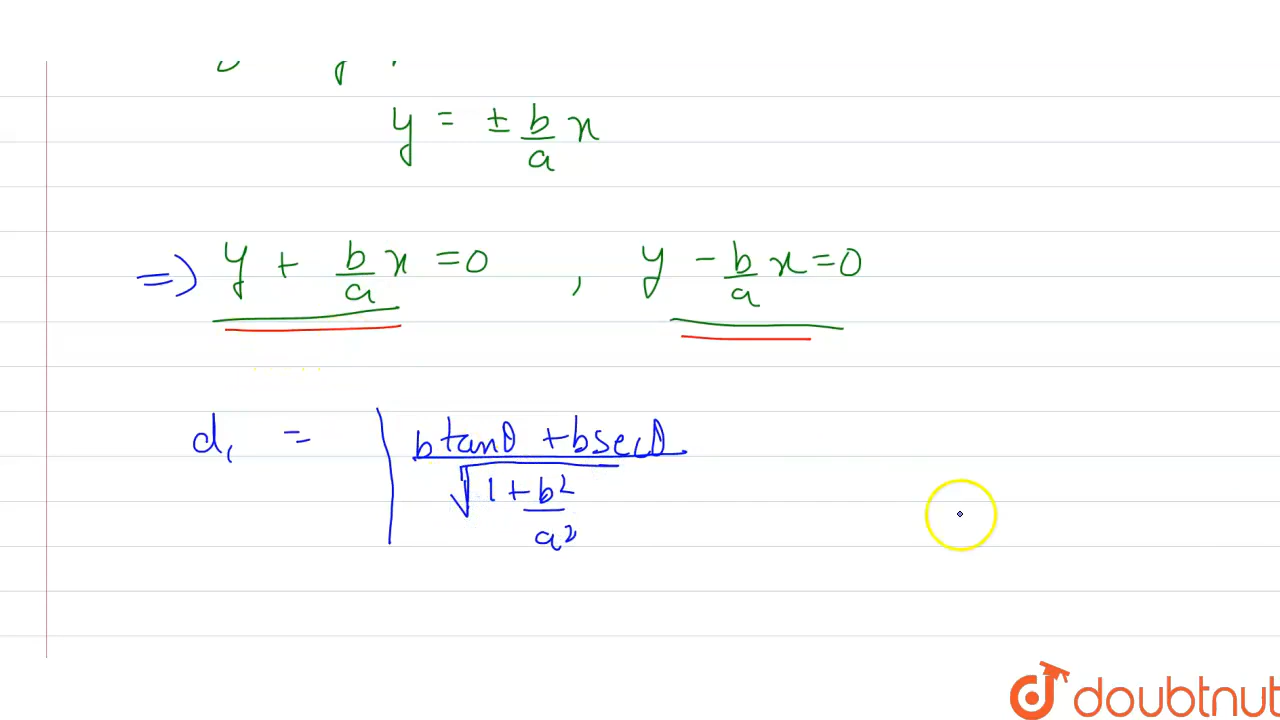 y = ± b/a x
⇒) y + b/a x = 0 , y - b/a x = 0
d₁ = | b tanθ + b secθ / √(1 + b²/a²)
doubtnut